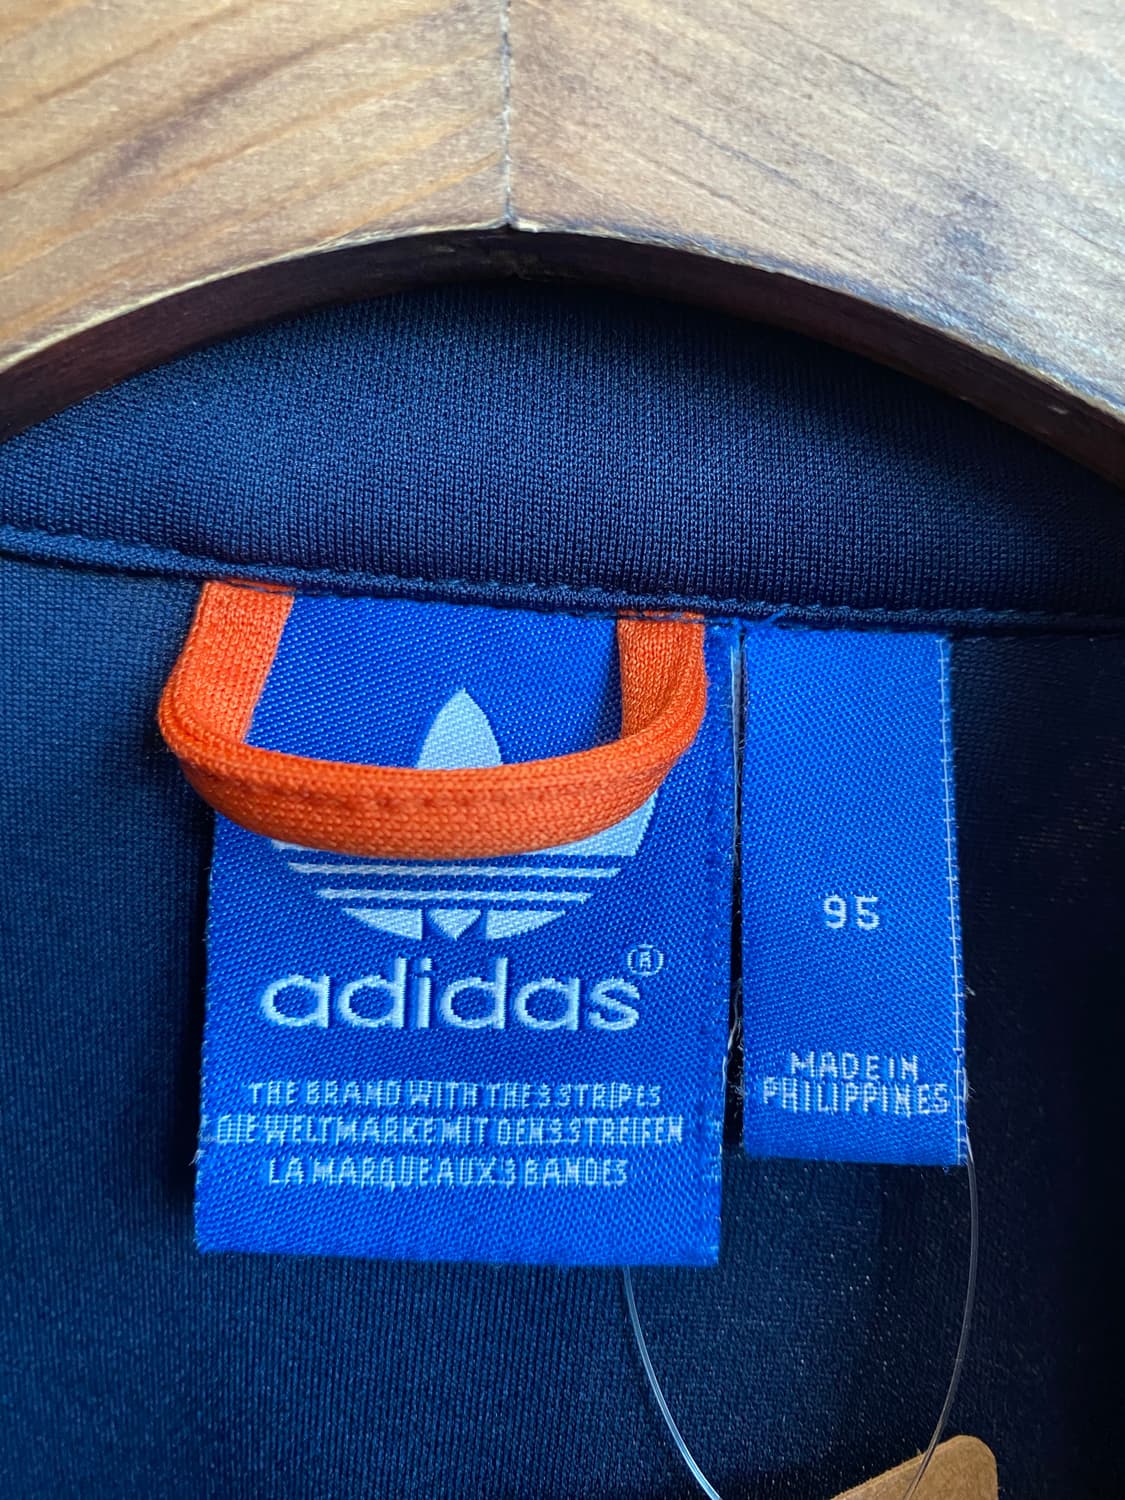 adidas®
THE BRAND WITH THE 3 STRIPES
DIE WELTMARKE MIT DEN 3 STREIFEN
LA MARQUE AUX 3 BANDES
95
MADE IN
PHILIPPINES